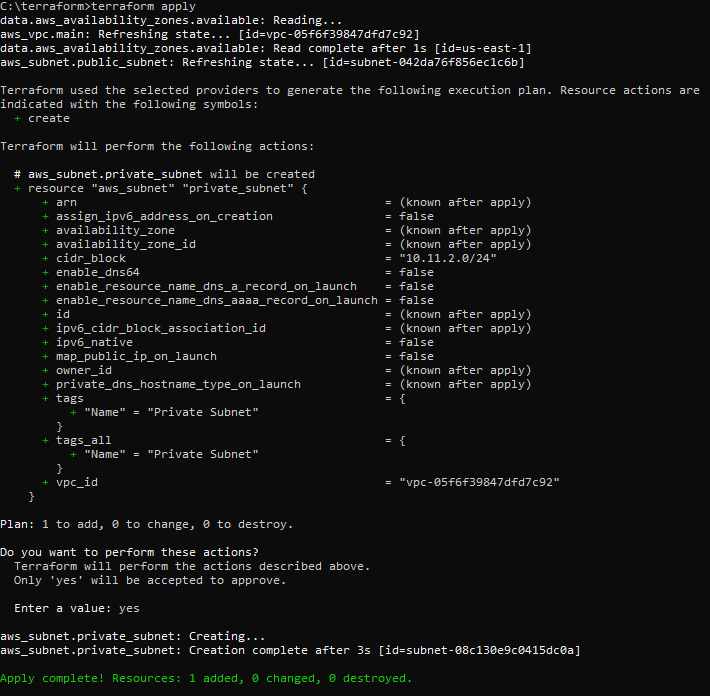 C:\terraform>terraform apply
data.aws_availability_zones.available: Reading...
aws_vpc.main: Refreshing state... [id=vpc-05f6f39847dfd7c92]
data.aws_availability_zones.available: Read complete after 1s [id=us-east-1]
aws_subnet.public_subnet: Refreshing state... [id=subnet-042da76f856ec1c6b]
Terraform used the selected providers to generate the following execution plan. Resource actions are
indicated with the following symbols:
+ create
Terraform will perform the following actions:
# aws_subnet.private_subnet will be created
+ resource "aws_subnet" "private_subnet" {
+ arn = (known after apply)
+ assign_ipv6_address_on_creation = false
+ availability_zone = (known after apply)
+ availability_zone_id = (known after apply)
+ cidr_block = "10.11.2.0/24"
+ enable_dns64 = false
+ enable_resource_name_dns_a_record_on_launch = false
+ enable_resource_name_dns_aaaa_record_on_launch = false
+ id = (known after apply)
+ ipv6_cidr_block_association_id = (known after apply)
+ ipv6_native = false
+ map_public_ip_on_launch = false
+ owner_id = (known after apply)
+ private_dns_hostname_type_on_launch = (known after apply)
+ tags = {
+ "Name" = "Private Subnet"
}
+ tags_all = {
+ "Name" = "Private Subnet"
}
+ vpc_id = "vpc-05f6f39847dfd7c92"
}
Plan: 1 to add, 0 to change, 0 to destroy.
Do you want to perform these actions?
Terraform will perform the actions described above.
Only 'yes' will be accepted to approve.
Enter a value: yes
aws_subnet.private_subnet: Creating...
aws_subnet.private_subnet: Creation complete after 3s [id=subnet-08c130e9c0415dc0a]
Apply complete! Resources: 1 added, 0 changed, 0 destroyed.